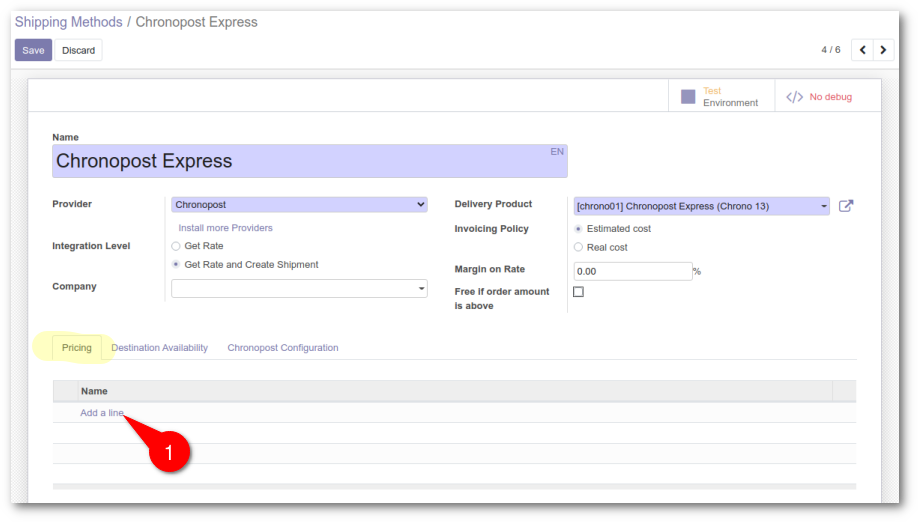 Shipping Methods / Chronopost Express
Save Discard 4 / 6
Test
Environment
No debug
Name
Chronopost Express EN
Provider Chronopost
Install more Providers
Integration Level Get Rate
Get Rate and Create Shipment
Company
Delivery Product [chrono01] Chronopost Express (Chrono 13)
Invoicing Policy Estimated cost
Real cost
Margin on Rate 0.00 %
Free if order amount
is above
Pricing Destination Availability Chronopost Configuration
Name
Add a line
1